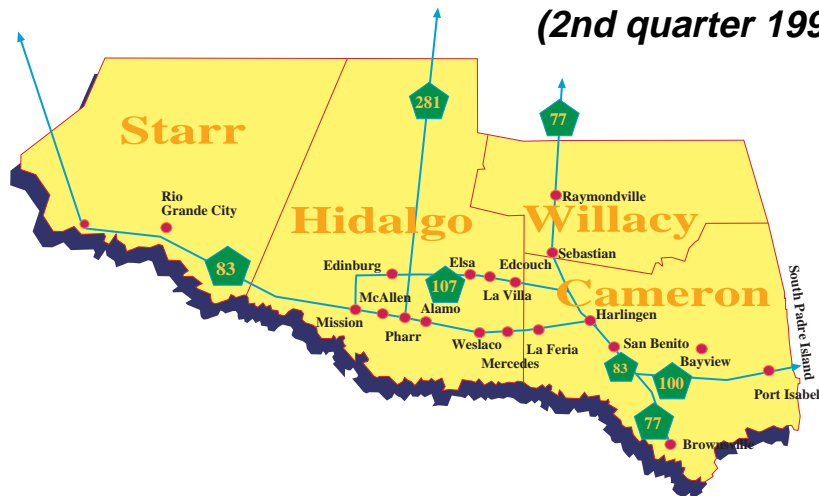 (2nd quarter 199
281
77
Starr
Raymondville
Rio
Grande City
Hidalgo
Willacy
Sebastian
83
Edinburg
Elsa
Edcouch
107
La Villa
Cameron
South Padre Island
McAllen
Alamo
Mission
Pharr
Harlingen
Weslaco
La Feria
Mercedes
San Benito
Bayview
83
100
Port Isabel
77
Brownsville